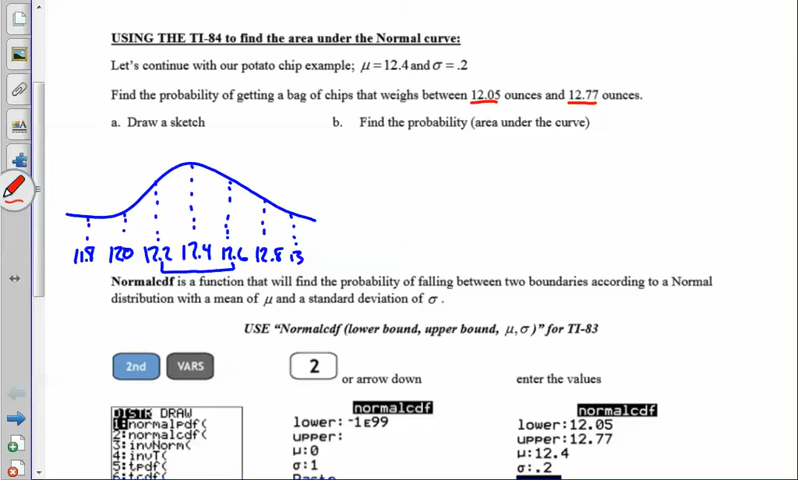 USING THE TI-84 to find the area under the Normal curve:
Let's continue with our potato chip example; μ = 12.4 and σ = .2
Find the probability of getting a bag of chips that weighs between 12.05 ounces and 12.77 ounces.
a. Draw a sketch b. Find the probability (area under the curve)
11.8 12.0 12.2 12.4 12.6 12.8 13
Normalcdf is a function that will find the probability of falling between two boundaries according to a Normal
distribution with a mean of μ and a standard deviation of σ .
USE "Normalcdf (lower bound, upper bound, μ, σ)" for TI-83
2nd VARS 2 or arrow down enter the values
DISTR DRAW
1:normalpdf(
2:normalcdf(
3:invNorm(
4:invT(
5:tpdf(
6:tcdf(
normalcdf
lower:-1E99
upper:
μ:0
σ:1
Paste
normalcdf
lower:12.05
upper:12.77
μ:12.4
σ:.2